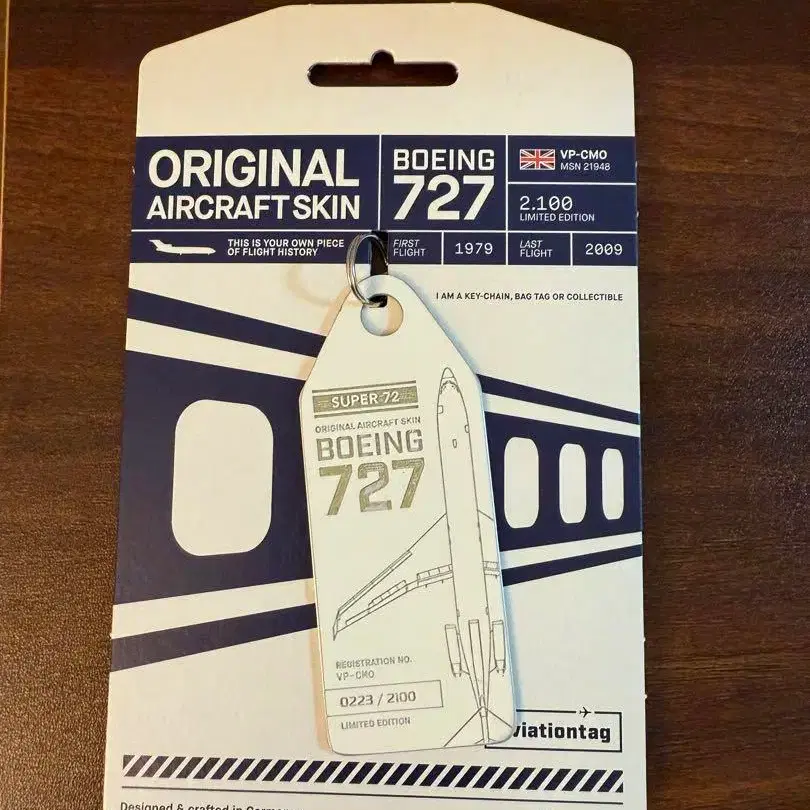 ORIGINAL
AIRCRAFT SKIN
BOEING
727
VP-CMO
MSN 21948
2.100
LIMITED EDITION
THIS IS YOUR OWN PIECE
OF FLIGHT HISTORY
FIRST
FLIGHT
1979
LAST
FLIGHT
2009
I AM A KEY-CHAIN, BAG TAG OR COLLECTIBLE
SUPER 72
ORIGINAL AIRCRAFT SKIN
BOEING
727
REGISTRATION NO.
VP-CMO
0223 / 2100
LIMITED EDITION
viationtag
Designed & crafted in